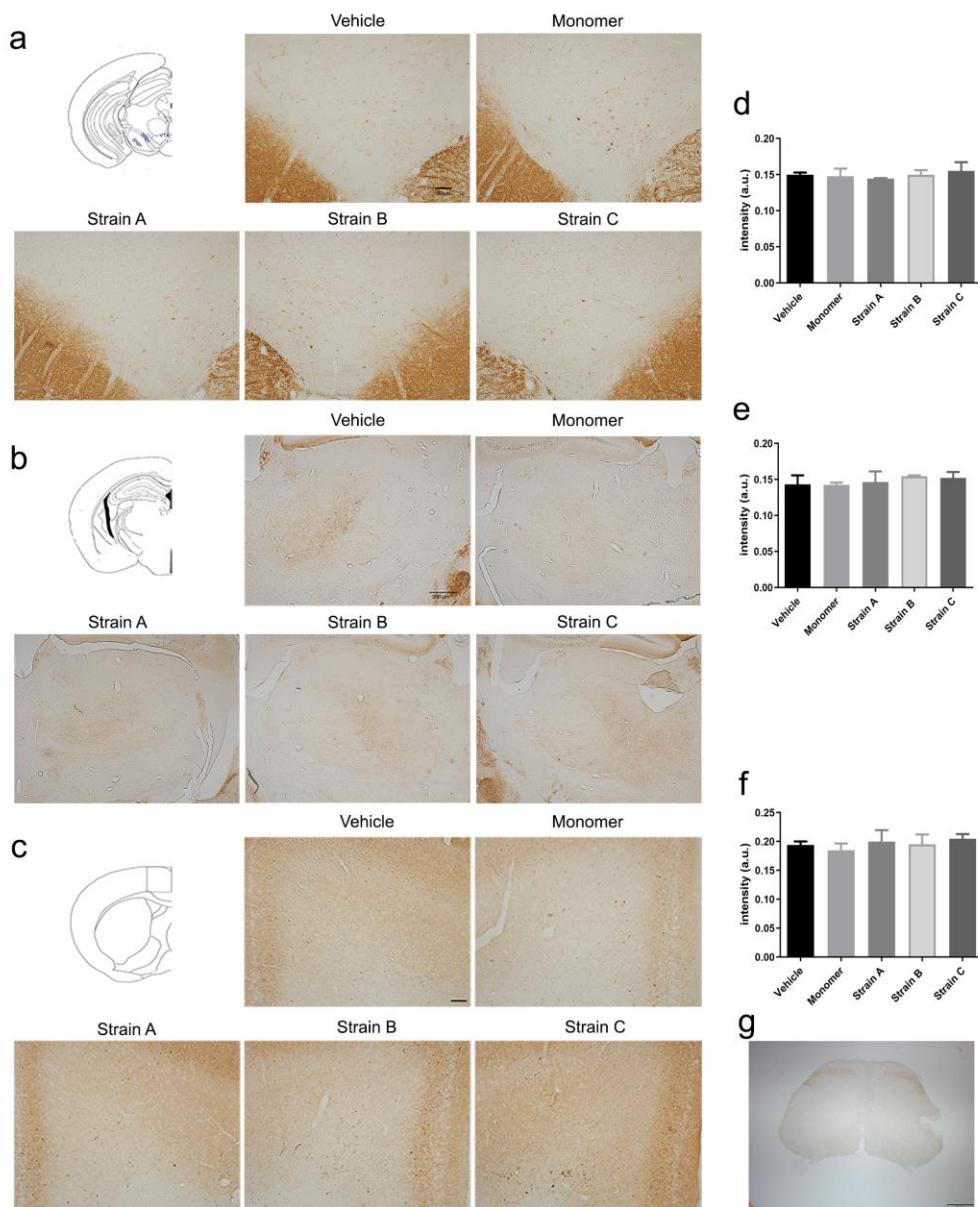 a
Vehicle
Monomer
Strain A
Strain B
Strain C
b
Vehicle
Monomer
Strain A
Strain B
Strain C
c
Vehicle
Monomer
Strain A
Strain B
Strain C
d
intensity (a.u.)
0.20
0.15
0.10
0.05
0.00
Vehicle
Monomer
Strain A
Strain B
Strain C
e
intensity (a.u.)
0.20
0.15
0.10
0.05
0.00
Vehicle
Monomer
Strain A
Strain B
Strain C
f
intensity (a.u.)
0.25
0.20
0.15
0.10
0.05
0.00
Vehicle
Monomer
Strain A
Strain B
Strain C
g